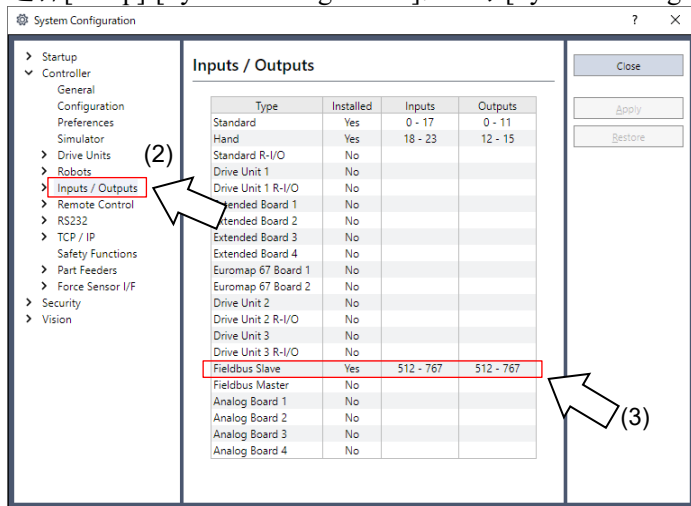 System Configuration
?
Startup
Controller
General
Configuration
Preferences
Simulator
Drive Units
Robots
Inputs / Outputs
Remote Control
RS232
TCP / IP
Safety Functions
Part Feeders
Force Sensor I/F
Security
Vision
(2)
Inputs / Outputs
Type Installed Inputs Outputs
Standard Yes 0 - 17 0 - 11
Hand Yes 18 - 23 12 - 15
Standard R-I/O No
Drive Unit 1 No
Drive Unit 1 R-I/O No
tended Board 1 No
xtended Board 2 No
Extended Board 3 No
Extended Board 4 No
Euromap 67 Board 1 No
Euromap 67 Board 2 No
Drive Unit 2 No
Drive Unit 2 R-I/O No
Drive Unit 3 No
Drive Unit 3 R-I/O No
Fieldbus Slave Yes 512 - 767 512 - 767
Fieldbus Master No
Analog Board 1 No
Analog Board 2 No
Analog Board 3 No
Analog Board 4 No
(3)
Close
Apply
Restore